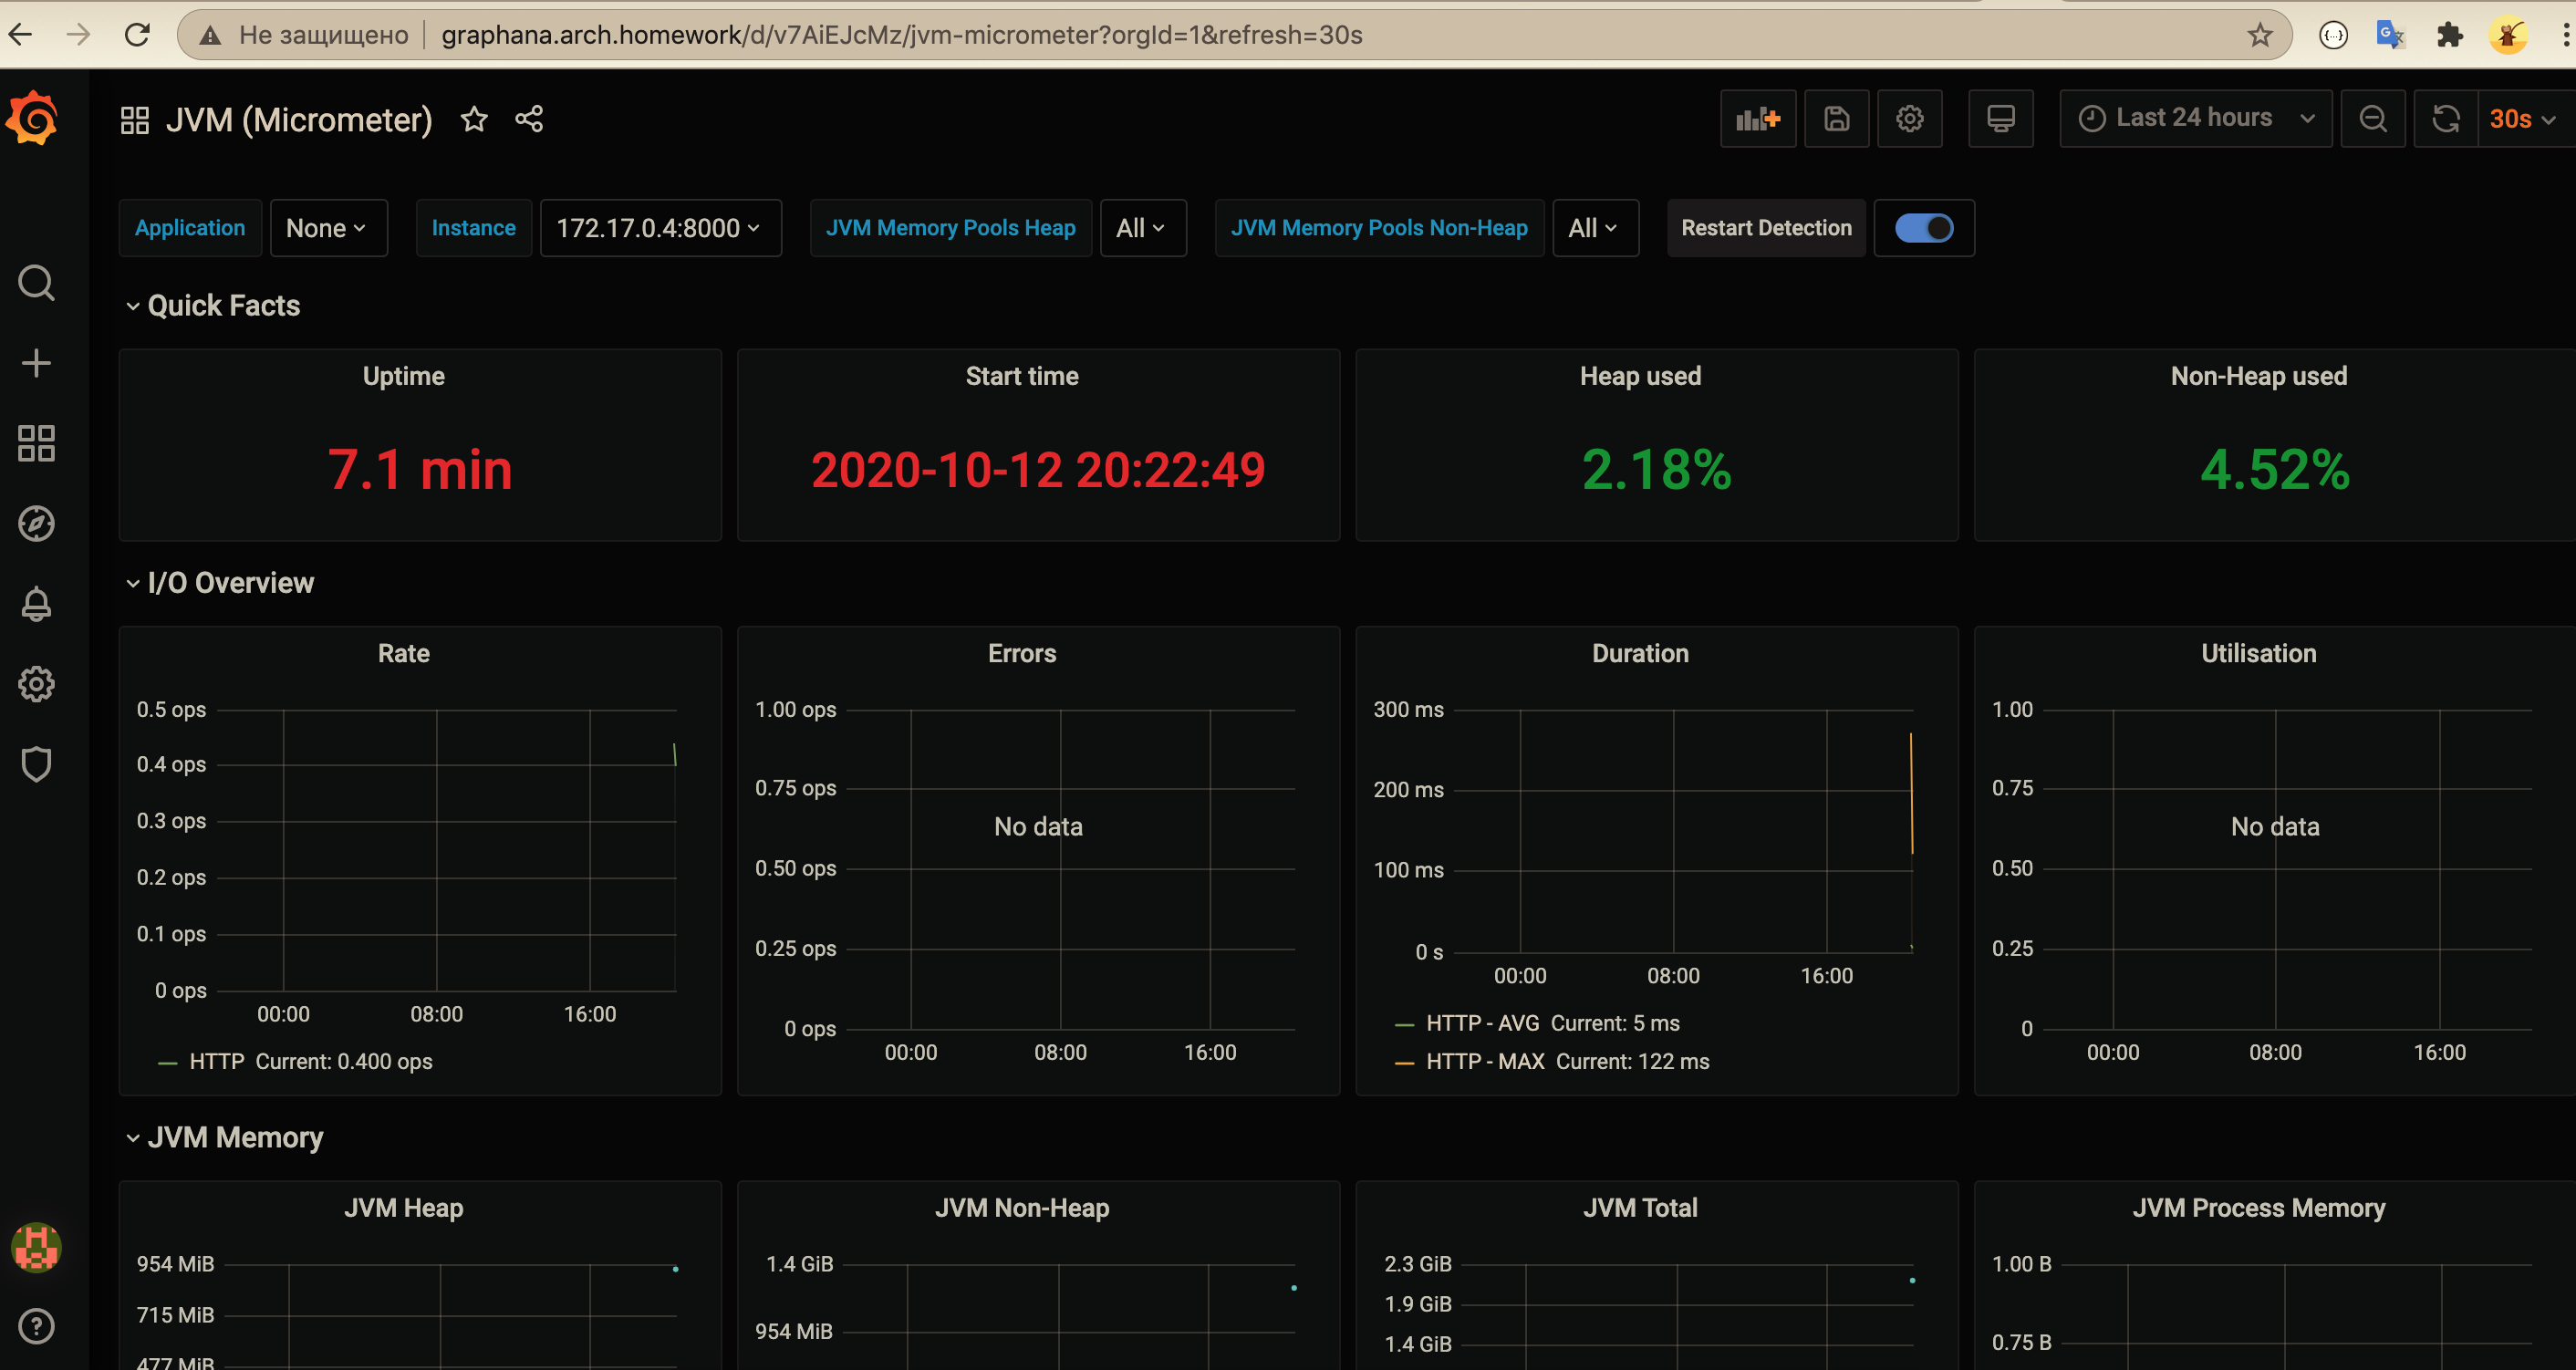 Не защищено graphana.arch.homework/d/v7AiEJcMz/jvm-micrometer?orgId=1&refresh=30s
JVM (Micrometer) Last 24 hours 30s
Application None Instance 172.17.0.4:8000 JVM Memory Pools Heap All JVM Memory Pools Non-Heap All Restart Detection
Quick Facts
Uptime Start time Heap used Non-Heap used
7.1 min 2020-10-12 20:22:49 2.18% 4.52%
I/O Overview
Rate
0.5 ops
0.4 ops
0.3 ops
0.2 ops
0.1 ops
0 ops
00:00 08:00 16:00
HTTP Current: 0.400 ops
Errors
1.00 ops
0.75 ops
No data
0.50 ops
0.25 ops
0 ops
00:00 08:00 16:00
Duration
300 ms
200 ms
100 ms
0 s
00:00 08:00 16:00
HTTP - AVG Current: 5 ms
HTTP - MAX Current: 122 ms
Utilisation
1.00
0.75
No data
0.50
0.25
0
00:00 08:00 16:00
JVM Memory
JVM Heap
954 MiB
715 MiB
477 MiB
JVM Non-Heap
1.4 GiB
954 MiB
JVM Total
2.3 GiB
1.9 GiB
1.4 GiB
JVM Process Memory
1.00 B
0.75 B